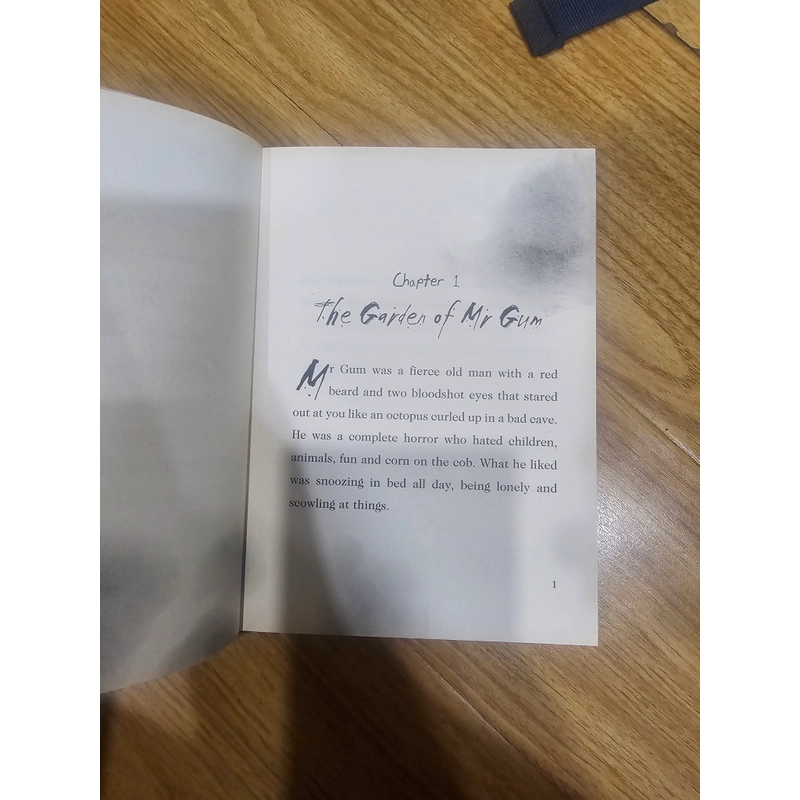 Chapter 1
The Garden of Mr Gum
Mr Gum was a fierce old man with a red
beard and two bloodshot eyes that stared
out at you like an octopus curled up in a bad cave.
He was a complete horror who hated children,
animals, fun and corn on the cob. What he liked
was snoozing in bed all day, being lonely and
scowling at things.
1